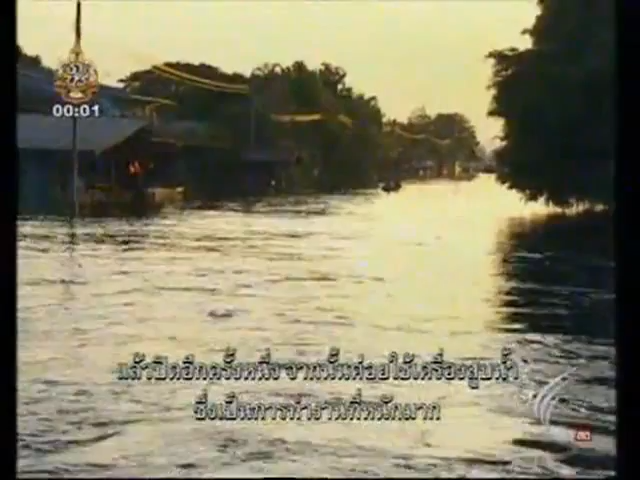 00:01
แล้วปิดอีกครั้งหนึ่ง จากนั้นค่อยใช้เครื่องสูบน้ำ
ซึ่งเป็นการทำงานที่หนักมาก